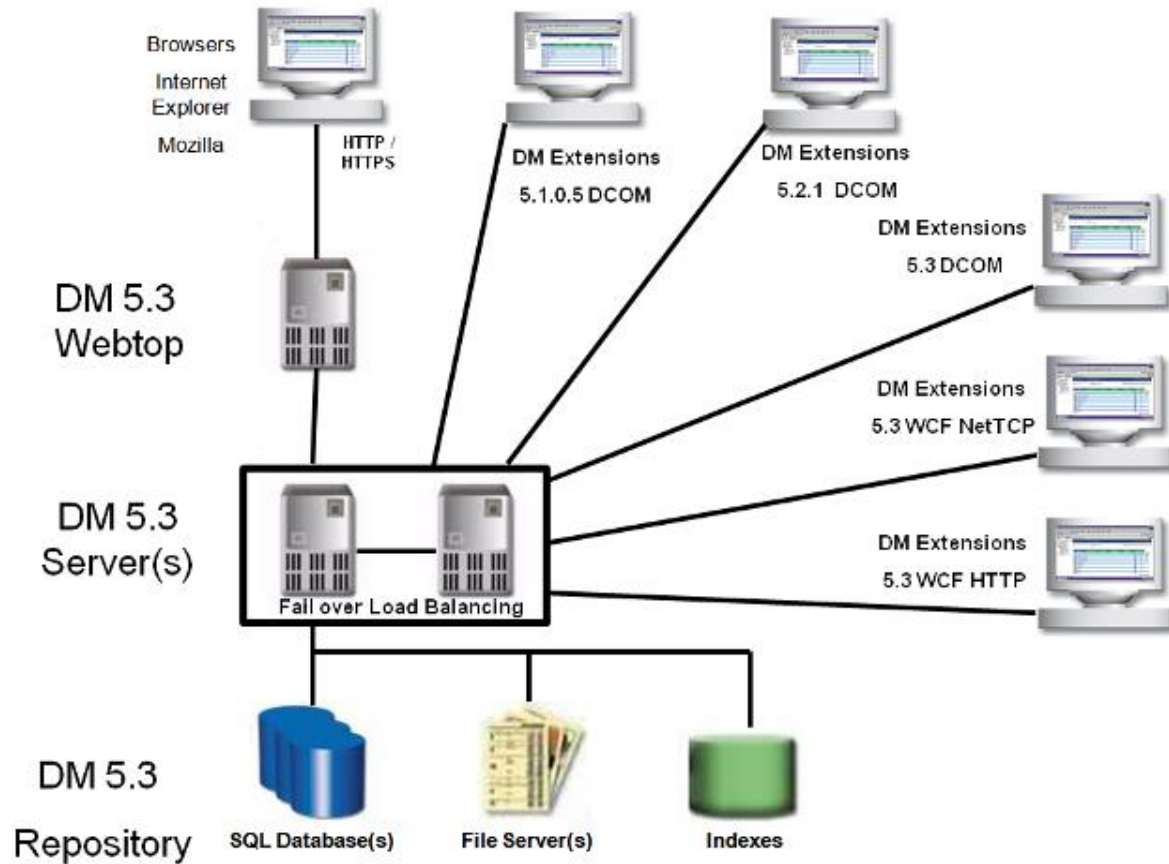 Browsers
Internet
Explorer
Mozilla
HTTP /
HTTPS
DM Extensions
5.1.0.5 DCOM
DM Extensions
5.2.1 DCOM
DM Extensions
5.3 DCOM
DM 5.3
Webtop
DM Extensions
5.3 WCF NetTCP
DM 5.3
Server(s)
Fail over Load Balancing
DM Extensions
5.3 WCF HTTP
DM 5.3
Repository
SQL Database(s)
File Server(s)
Indexes